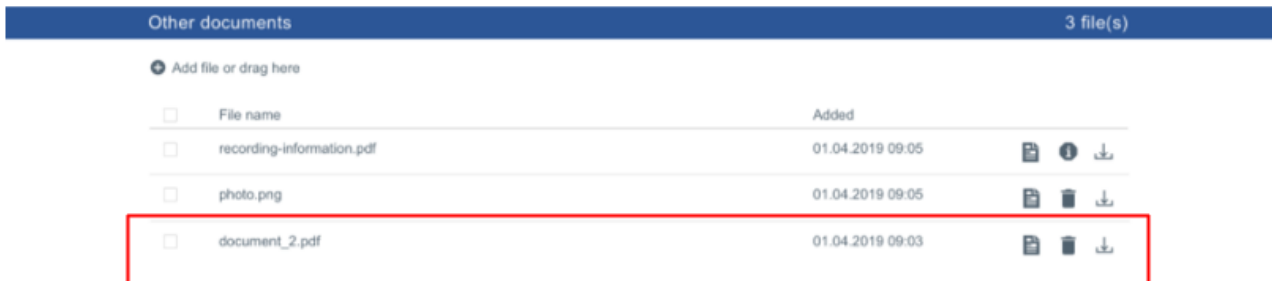 Other documents 3 file(s)
Add file or drag here
File name Added
recording-information.pdf 01.04.2019 09:05
photo.png 01.04.2019 09:05
document_2.pdf 01.04.2019 09:03